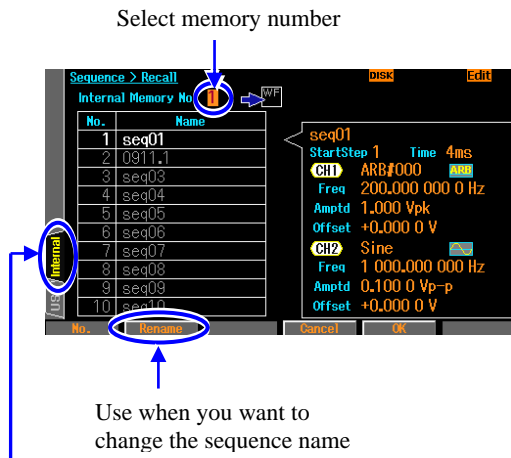 Select memory number
Sequence > Recall
DISK
Edit
Internal Memory No. 1
WF
No. Name
1 seq01
2 0911.1
3 seq03
4 seq04
5 seq05
6 seq06
7 seq07
8 seq08
9 seq09
10 seq10
seq01
StartStep 1 Time 4ms
CH1 ARB#000 ARB
Freq 200.000 000 0 Hz
Amptd 1.000 Vpk
Offset +0.000 0 V
CH2 Sine
Freq 1 000.000 000 Hz
Amptd 0.100 0 Vp-p
Offset +0.000 0 V
Internal
US
No. Rename Cancel OK
Use when you want to
change the sequence name